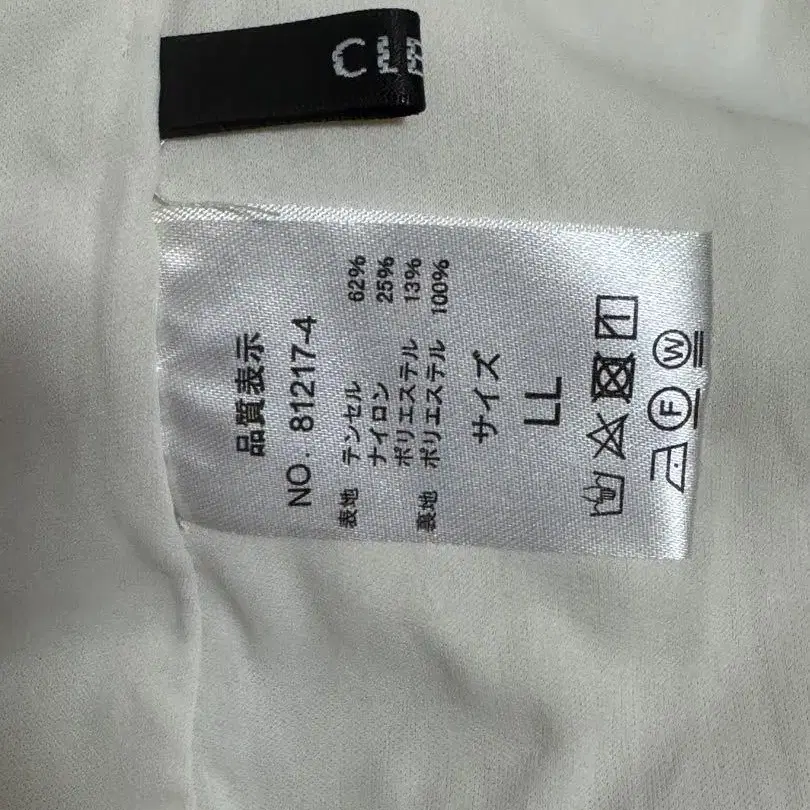 品質表示
NO. 81217-4
表地 テンセル 62%
ナイロン 25%
ポリエステル 13%
裏地 ポリエステル 100%
サイズ
LL
F W